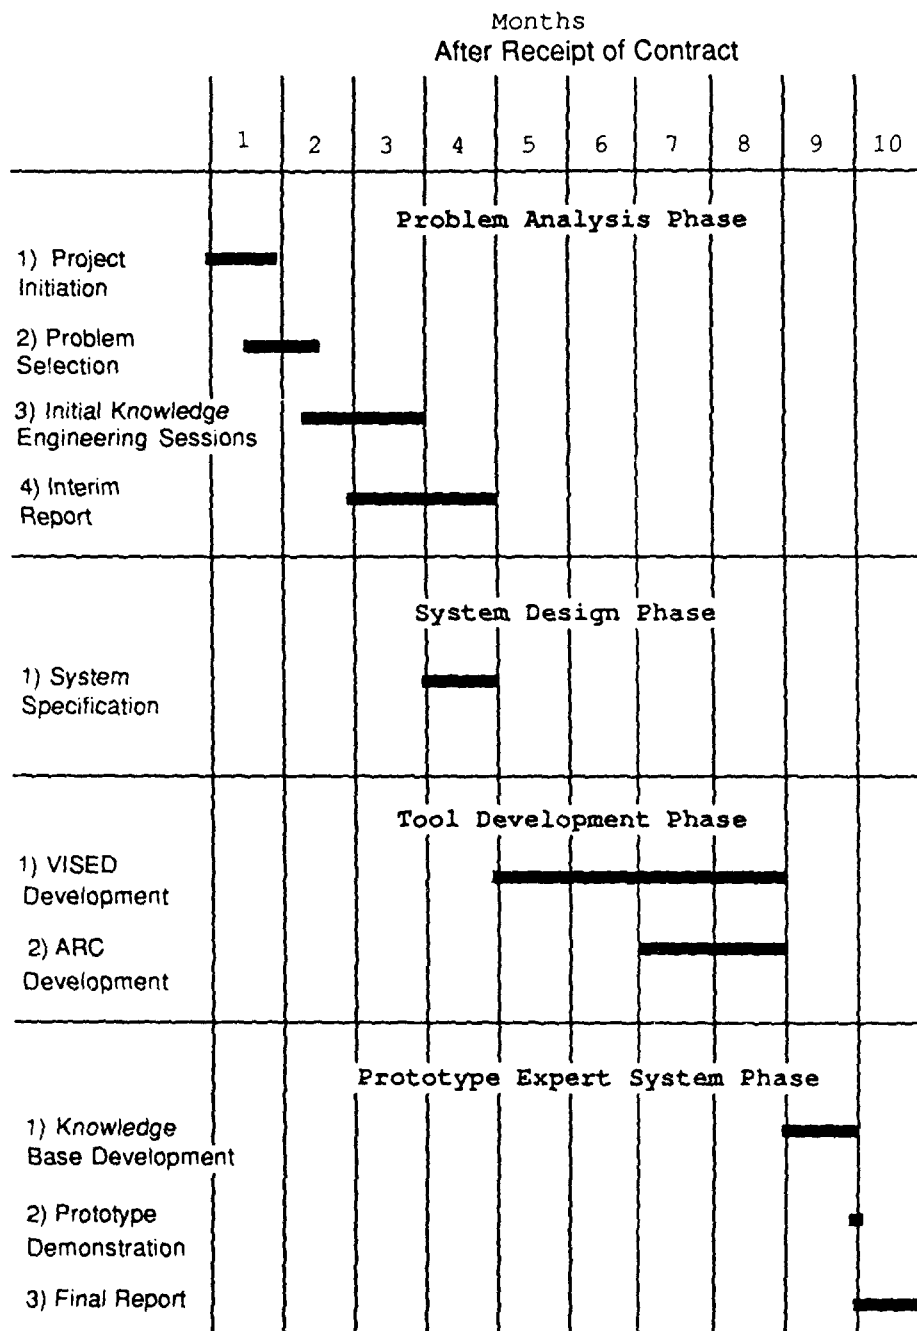 Months
After Receipt of Contract
1 2 3 4 5 6 7 8 9 10
Problem Analysis Phase
1) Project
Initiation
2) Problem
Selection
3) Initial Knowledge
Engineering Sessions
4) Interim
Report
System Design Phase
1) System
Specification
Tool Development Phase
1) VISED
Development
2) ARC
Development
Prototype Expert System Phase
1) Knowledge
Base Development
2) Prototype
Demonstration
3) Final Report